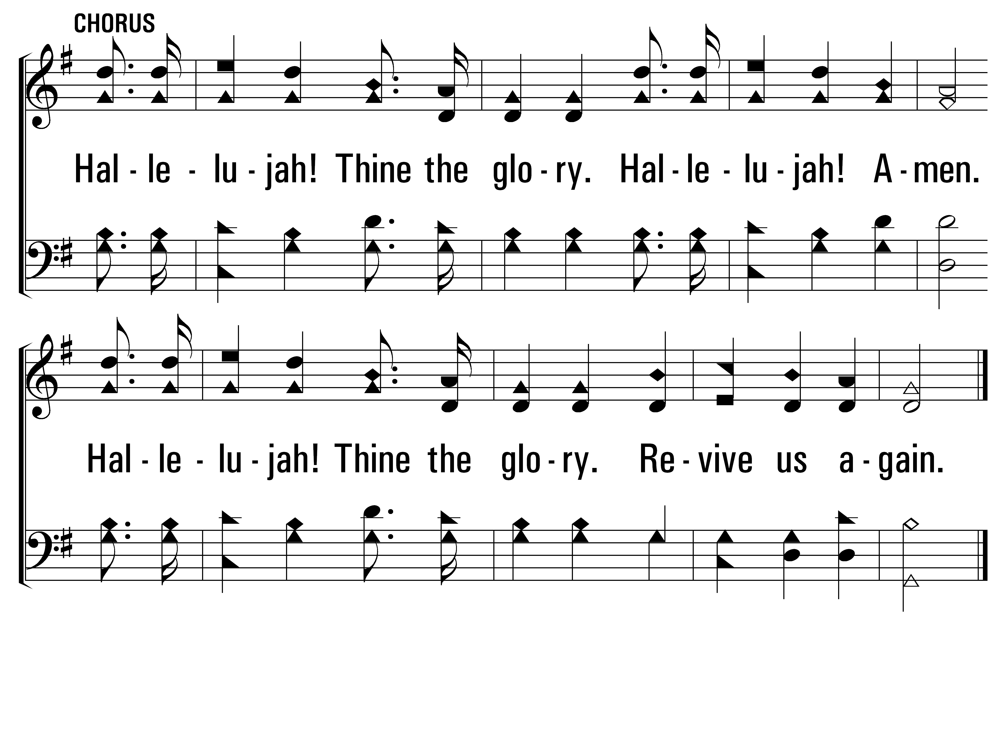 CHORUS
Hal - le - lu - jah! Thine the glo - ry. Hal - le - lu - jah! A - men.
Hal - le - lu - jah! Thine the glo - ry. Re - vive us a - gain.